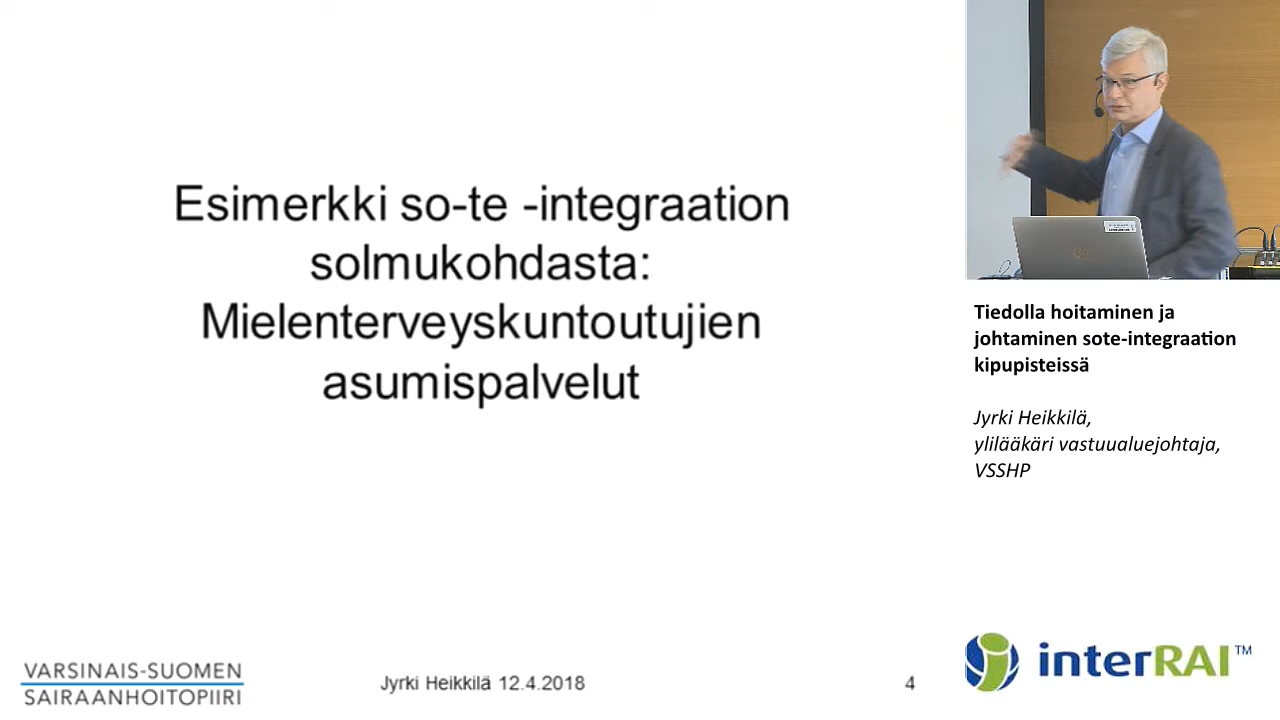 Esimerkki so-te -integraation
solmukohdasta:
Mielenterveyskuntoutujien
asumispalvelut
Tiedolla hoitaminen ja
johtaminen sote-integraation
kipupisteissä
Jyrki Heikkilä,
ylilääkäri vastuualuejohtaja,
VSSHP
VARSINAIS-SUOMEN
SAIRAANHOITOPIIRI
Jyrki Heikkilä 12.4.2018
4
interRAI™